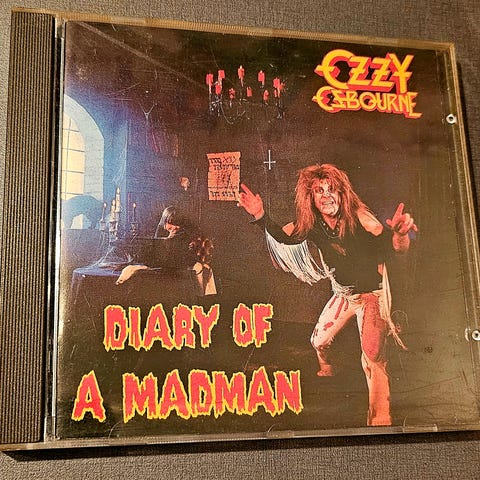 OZZY
OSBOURNE
DIARY OF
A MADMAN